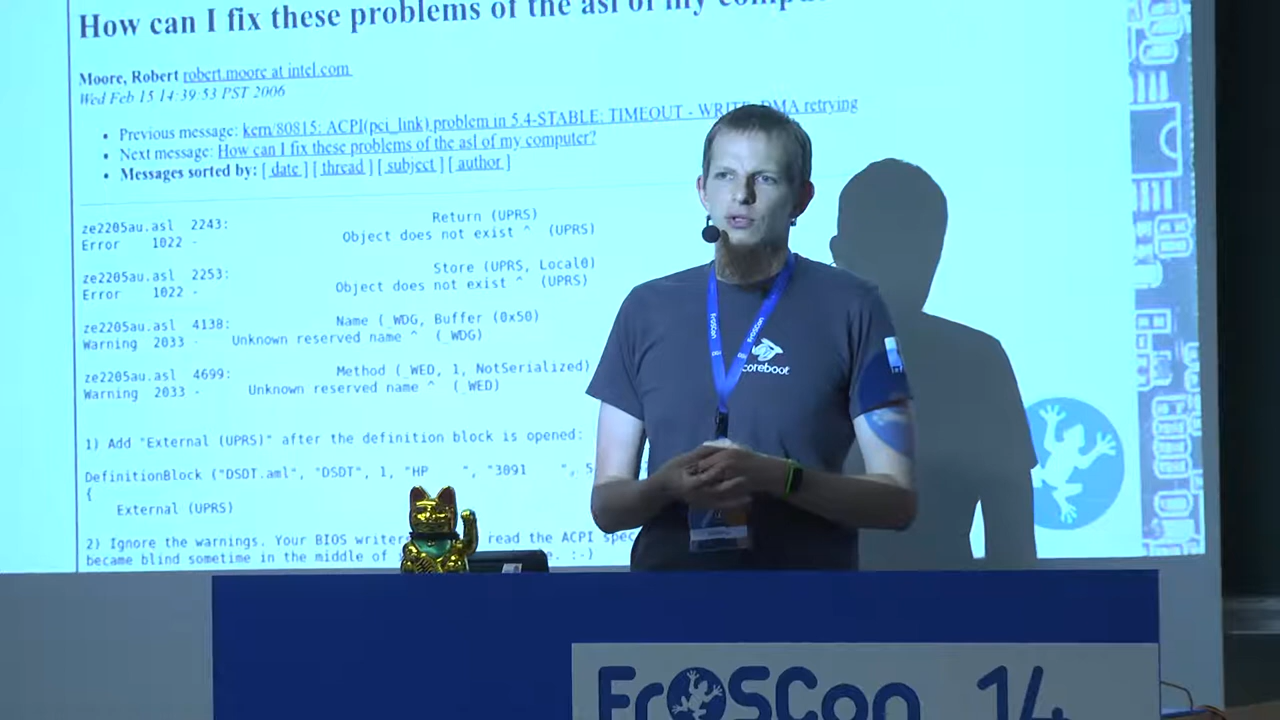 How can I fix these problems of the asl of my
Moore, Robert robert.moore at intel.com
Wed Feb 15 14:39:53 PST 2006
Previous message: kern/80815: ACPI(pci_link) problem in 5.4-STABLE: TIMEOUT - WRITE_DMA retrying
Next message: How can I fix these problems of the asl of my computer?
Messages sorted by: [ date ] [ thread ] [ subject ] [ author ]
ze2205au.asl 2243: Return (UPRS)
Error 1022 - Object does not exist ^ (UPRS)
ze2205au.asl 2253: Store (UPRS, Local0)
Error 1022 - Object does not exist ^ (UPRS)
ze2205au.asl 4138: Name (_WDG, Buffer (0x50)
Warning 2033 - Unknown reserved name ^ (_WDG)
ze2205au.asl 4699: Method (_WED, 1, NotSerialized)
Warning 2033 - Unknown reserved name ^ (_WED)
1) Add "External (UPRS)" after the definition block is opened:
DefinitionBlock ("DSDT.aml", "DSDT", 1, "HP ", "3091 ", 5
{
External (UPRS)
2) Ignore the warnings. Your BIOS writer read the ACPI spec
became blind sometime in the middle of :-)
FrOSCon
FrOSCon
coreboot
FrOSCon 14